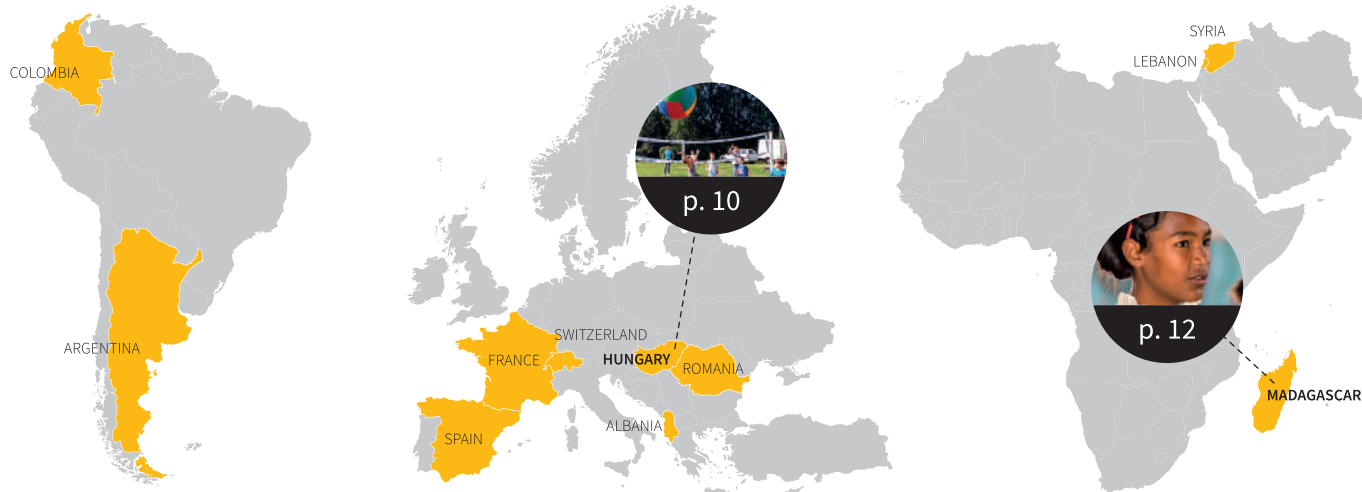 COLOMBIA
ARGENTINA
p. 10
SWITZERLAND
FRANCE
HUNGARY
ROMANIA
ALBANIA
SPAIN
SYRIA
LEBANON
p. 12
MADAGASCAR